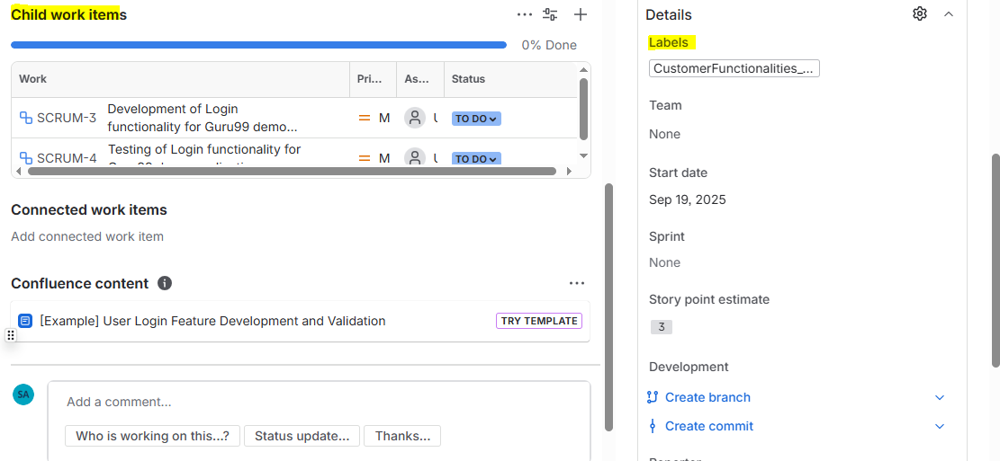 Child work items
0% Done
Work Pri... As... Status
SCRUM-3 Development of Login
functionality for Guru99 demo...
M U TO DO
SCRUM-4 Testing of Login functionality for
M U TO DO
Connected work items
Add connected work item
Confluence content
[Example] User Login Feature Development and Validation TRY TEMPLATE
SA
Add a comment...
Who is working on this...? Status update... Thanks...
Details
Labels
CustomerFunctionalities_...
Team
None
Start date
Sep 19, 2025
Sprint
None
Story point estimate
3
Development
Create branch
Create commit